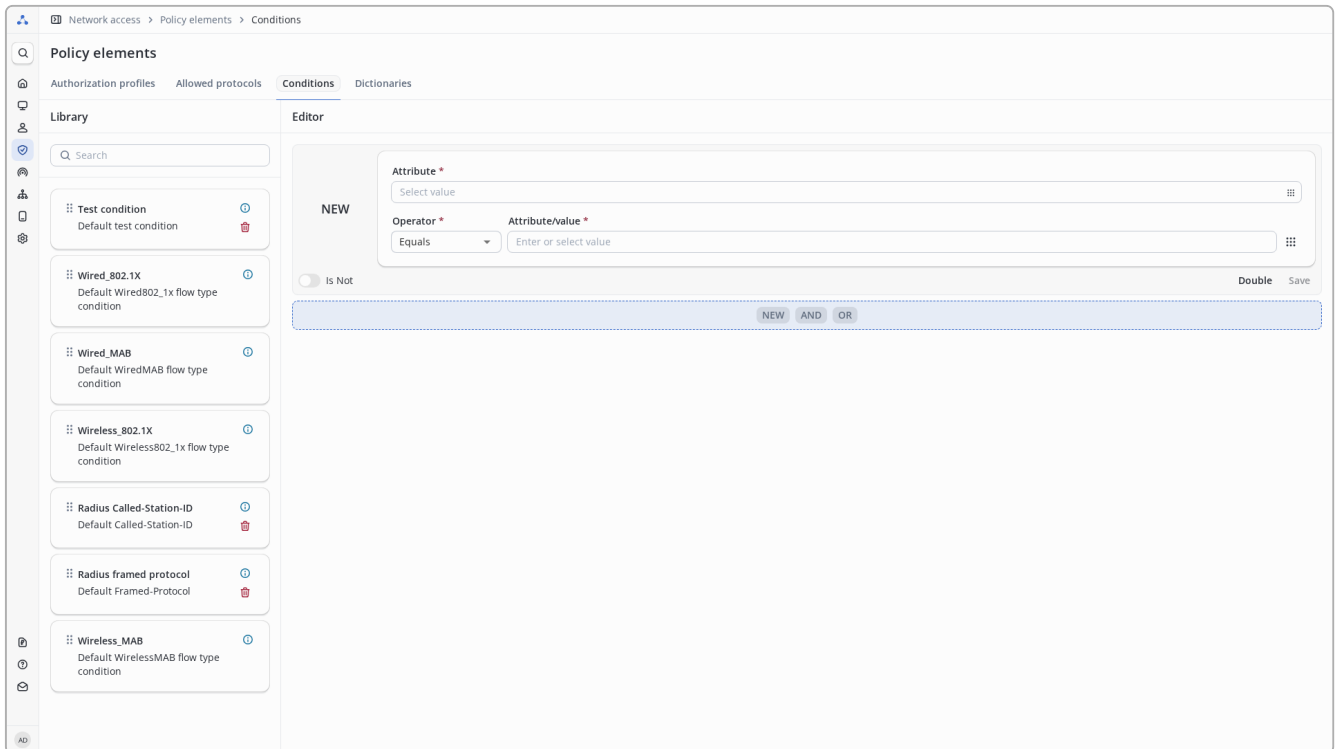 Network access > Policy elements > Conditions
Policy elements
Authorization profiles Allowed protocols Conditions Dictionaries
Library
Search
Test condition
Default test condition
Wired_802.1X
Default Wired802_1x flow type
condition
Wired_MAB
Default WiredMAB flow type
condition
Wireless_802.1X
Default Wireless802_1x flow type
condition
Radius Called-Station-ID
Default Called-Station-ID
Radius framed protocol
Default Framed-Protocol
Wireless_MAB
Default WirelessMAB flow type
condition
Editor
NEW
Attribute *
Select value
Operator * Attribute/value *
Equals Enter or select value
Is Not Double Save
NEW AND OR
AD